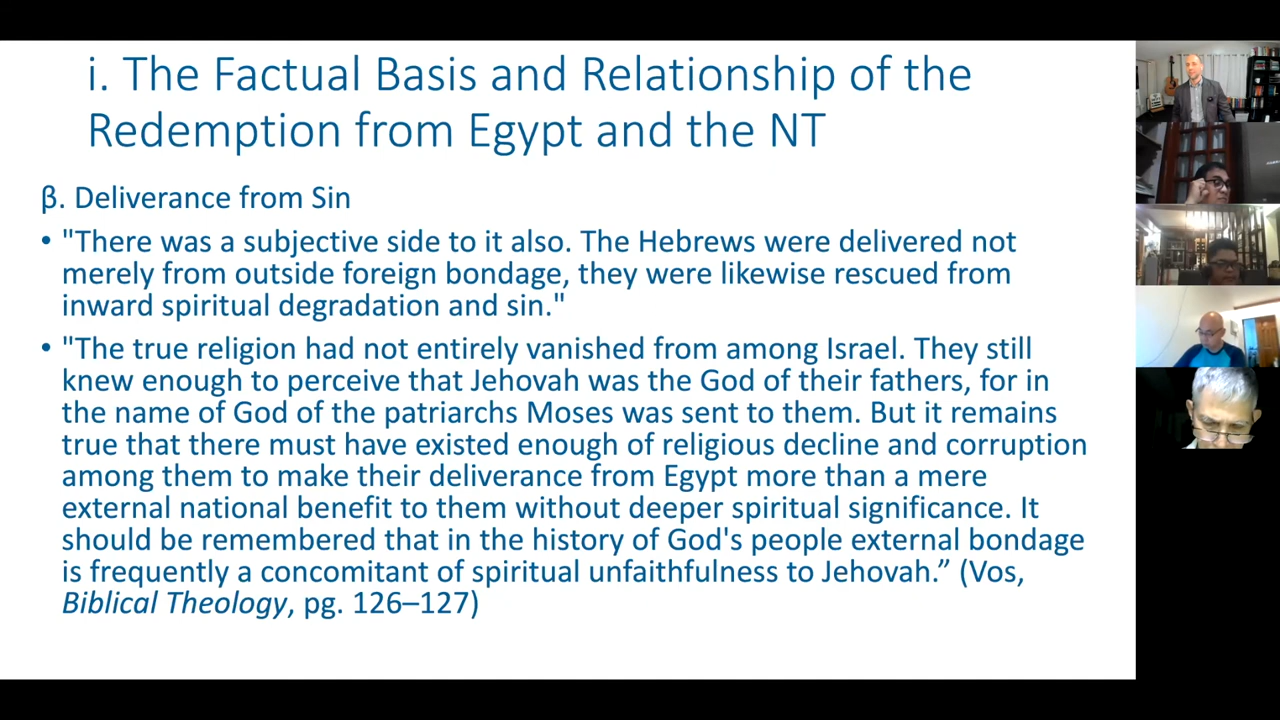 i. The Factual Basis and Relationship of the
Redemption from Egypt and the NT
β. Deliverance from Sin
• "There was a subjective side to it also. The Hebrews were delivered not
merely from outside foreign bondage, they were likewise rescued from
inward spiritual degradation and sin."
• "The true religion had not entirely vanished from among Israel. They still
knew enough to perceive that Jehovah was the God of their fathers, for in
the name of God of the patriarchs Moses was sent to them. But it remains
true that there must have existed enough of religious decline and corruption
among them to make their deliverance from Egypt more than a mere
external national benefit to them without deeper spiritual significance. It
should be remembered that in the history of God's people external bondage
is frequently a concomitant of spiritual unfaithfulness to Jehovah.” (Vos,
Biblical Theology, pg. 126–127)